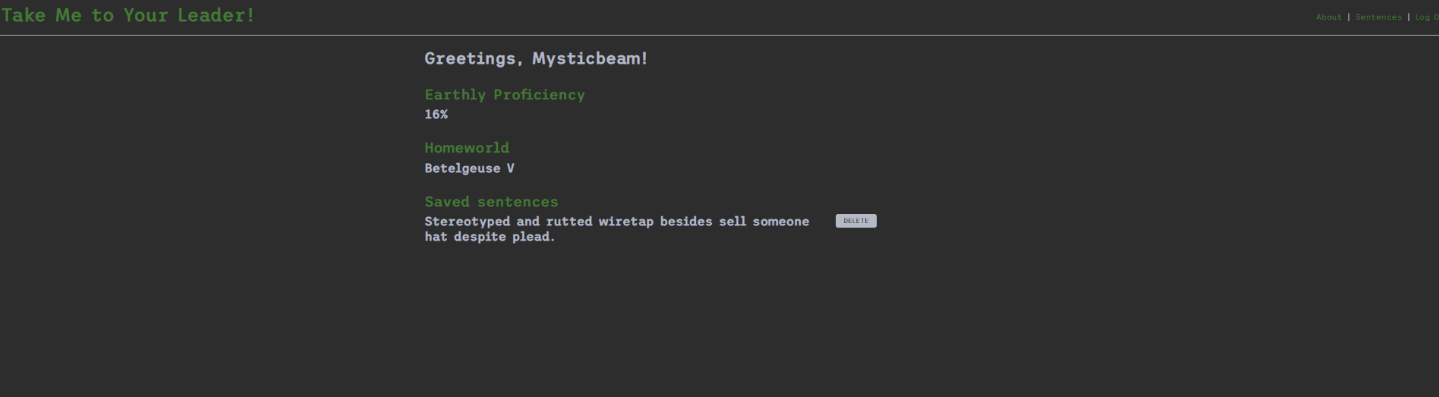 Take Me to Your Leader!
About | Sentences | Log O
Greetings, Mysticbeam!
Earthly Proficiency
16%
Homeworld
Betelgeuse V
Saved sentences
Stereotyped and rutted wiretap besides sell someone
hat despite plead.
DELETE